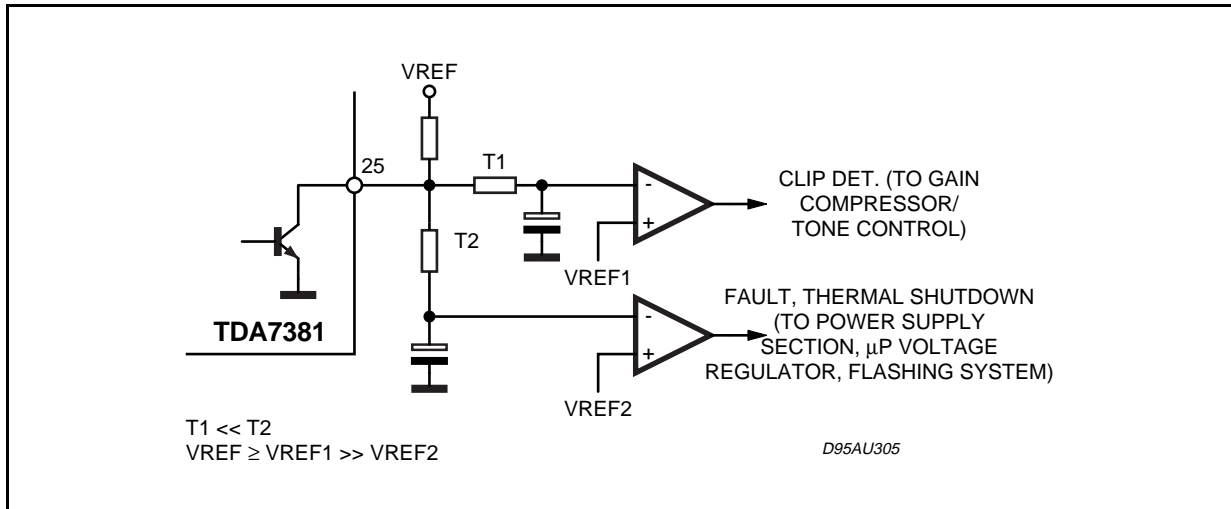 VREF
25
T1
CLIP DET. (TO GAIN
COMPRESSOR/
TONE CONTROL)
-
+
T2
VREF1
TDA7381
FAULT, THERMAL SHUTDOWN
(TO POWER SUPPLY
SECTION, μP VOLTAGE
REGULATOR, FLASHING SYSTEM)
-
+
VREF2
T1 << T2
VREF ≥ VREF1 >> VREF2
D95AU305